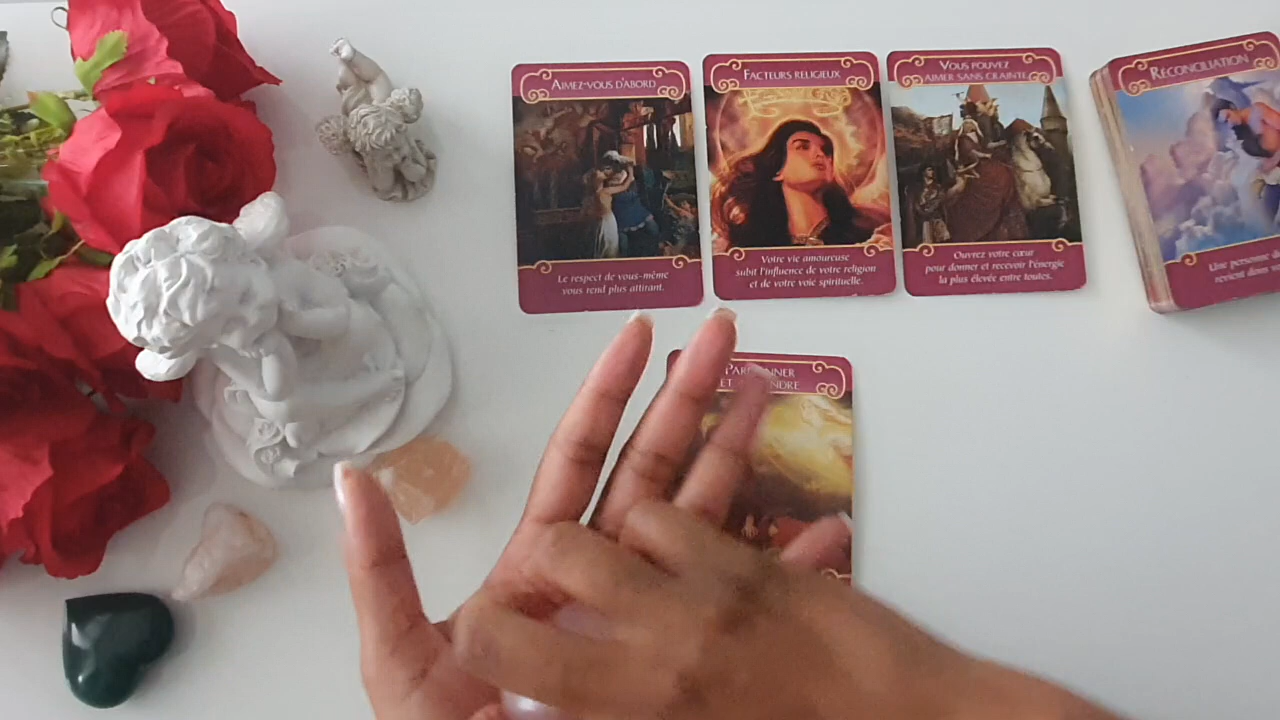 AIMEZ-VOUS D'ABORD
Le respect de vous-même
vous rend plus attirant.
FACTEURS RELIGIEUX
Votre vie amoureuse
subit l'influence de votre religion
et de votre voie spirituelle.
VOUS POUVEZ
AIMER SANS CRAINTE
Ouvrez votre cœur
pour donner et recevoir l'énergie
la plus élevée entre toutes.
RÉCONCILIATION
Une personne
revient dans
ET